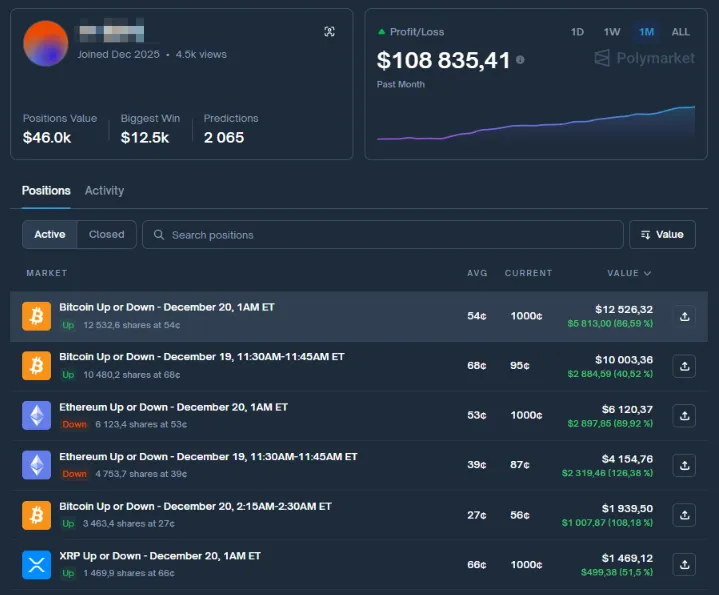 Joined Dec 2025 • 4.5k views
Positions Value
$46.0k
Biggest Win
$12.5k
Predictions
2 065
Profit/Loss
1D 1W 1M ALL
$108 835,41
Polymarket
Past Month
Positions Activity
Active Closed Search positions Value
MARKET AVG CURRENT VALUE
Bitcoin Up or Down - December 20, 1AM ET
Up 12 532,6 shares at 54¢
54¢ 1000¢ $12 526,32
$5 813,00 (86,59 %)
Bitcoin Up or Down - December 19, 11:30AM-11:45AM ET
Up 10 480,2 shares at 68¢
68¢ 95¢ $10 003,36
$2 884,59 (40,52 %)
Ethereum Up or Down - December 20, 1AM ET
Down 6 123,4 shares at 53¢
53¢ 1000¢ $6 120,37
$2 897,85 (89,92 %)
Ethereum Up or Down - December 19, 11:30AM-11:45AM ET
Down 4 753,7 shares at 39¢
39¢ 87¢ $4 154,76
$2 319,46 (126,38 %)
Bitcoin Up or Down - December 20, 2:15AM-2:30AM ET
Up 3 463,4 shares at 27¢
27¢ 56¢ $1 939,50
$1 007,87 (108,18 %)
XRP Up or Down - December 20, 1AM ET
Up 1 469,9 shares at 66¢
66¢ 1000¢ $1 469,12
$499,38 (51,5 %)